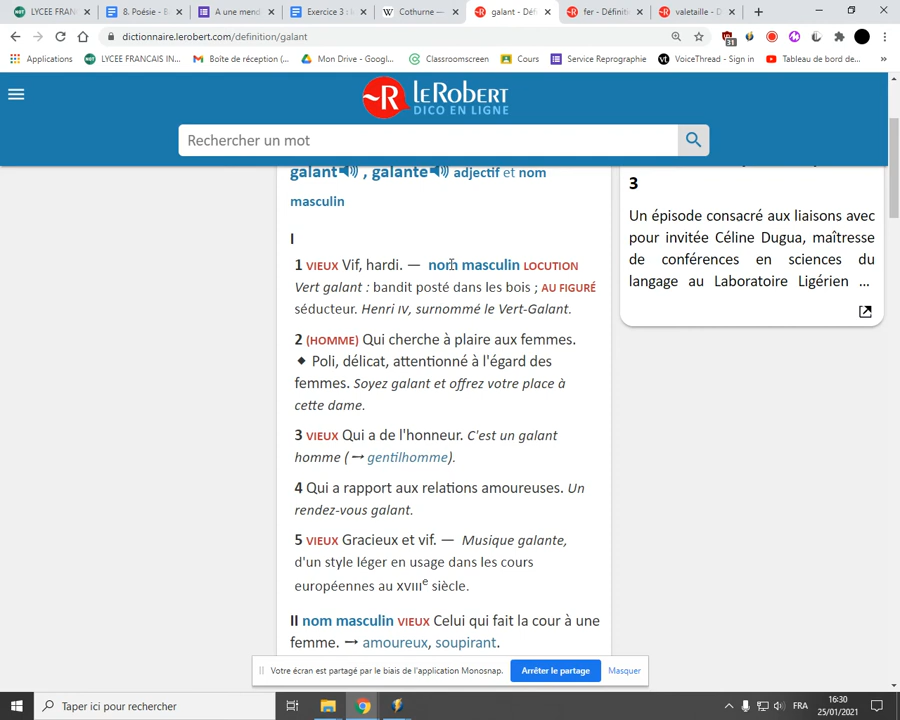 LYCEE FRANC
8. Poésie - B
A une mend
Exercice 3 : l
Cothurne —
galant - Défi
fer - Définiti
valetaille - D
dictionnaire.lerobert.com/definition/galant
31
Applications
LYCEE FRANCAIS IN...
Boite de réception (...
Mon Drive - Googl...
Classroomscreen
Cours
Service Reprographie
VoiceThread - Sign in
Tableau de bord de...
»
~R le Robert
DICO EN LIGNE
Rechercher un mot
galant , galante adjectif et nom
masculin
I
1 VIEUX Vif, hardi. — nom masculin LOCUTION
Vert galant : bandit posté dans les bois ; AU FIGURÉ
séducteur. Henri IV, surnommé le Vert-Galant.
2 (HOMME) Qui cherche à plaire aux femmes.
◆ Poli, délicat, attentionné à l'égard des
femmes. Soyez galant et offrez votre place à
cette dame.
3 VIEUX Qui a de l'honneur. C'est un galant
homme (➙ gentilhomme).
4 Qui a rapport aux relations amoureuses. Un
rendez-vous galant.
5 VIEUX Gracieux et vif. — Musique galante,
d'un style léger en usage dans les cours
européennes au XVIIIe siècle.
II nom masculin VIEUX Celui qui fait la cour à une
femme. ➙ amoureux, soupirant.
3
Un épisode consacré aux liaisons avec
pour invitée Céline Dugua, maîtresse
de conférences en sciences du
langage au Laboratoire Ligérien ...
Votre écran est partagé par le biais de l'application Monosnap.
Arrêter le partage
Masquer
Taper ici pour rechercher
FRA
16:30
25/01/2021